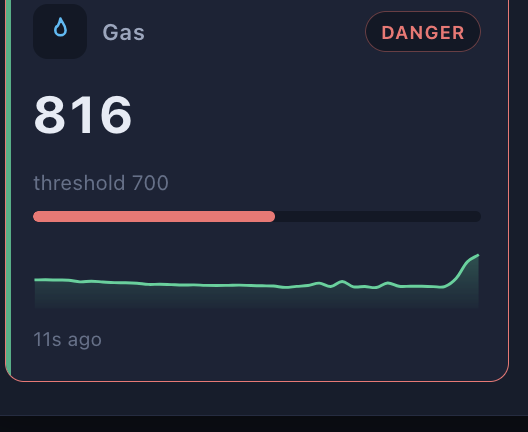 Gas
DANGER
816
threshold 700
11s ago